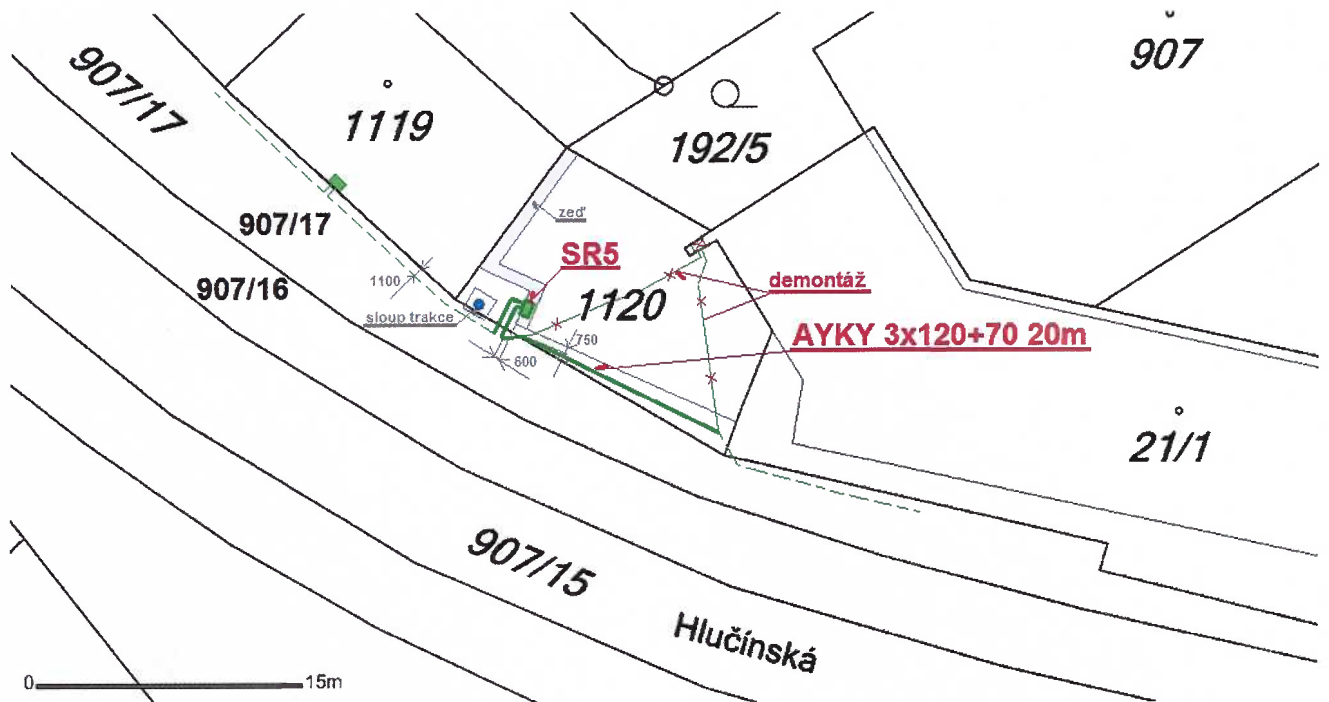 907
907/17
1119
192/5
907/17
zeď
SR5
demontáž
907/16
1100
1120
sloup trakce
750
600
AYKY 3x120+70 20m
21/1
907/15
Hlučínská
0
15m